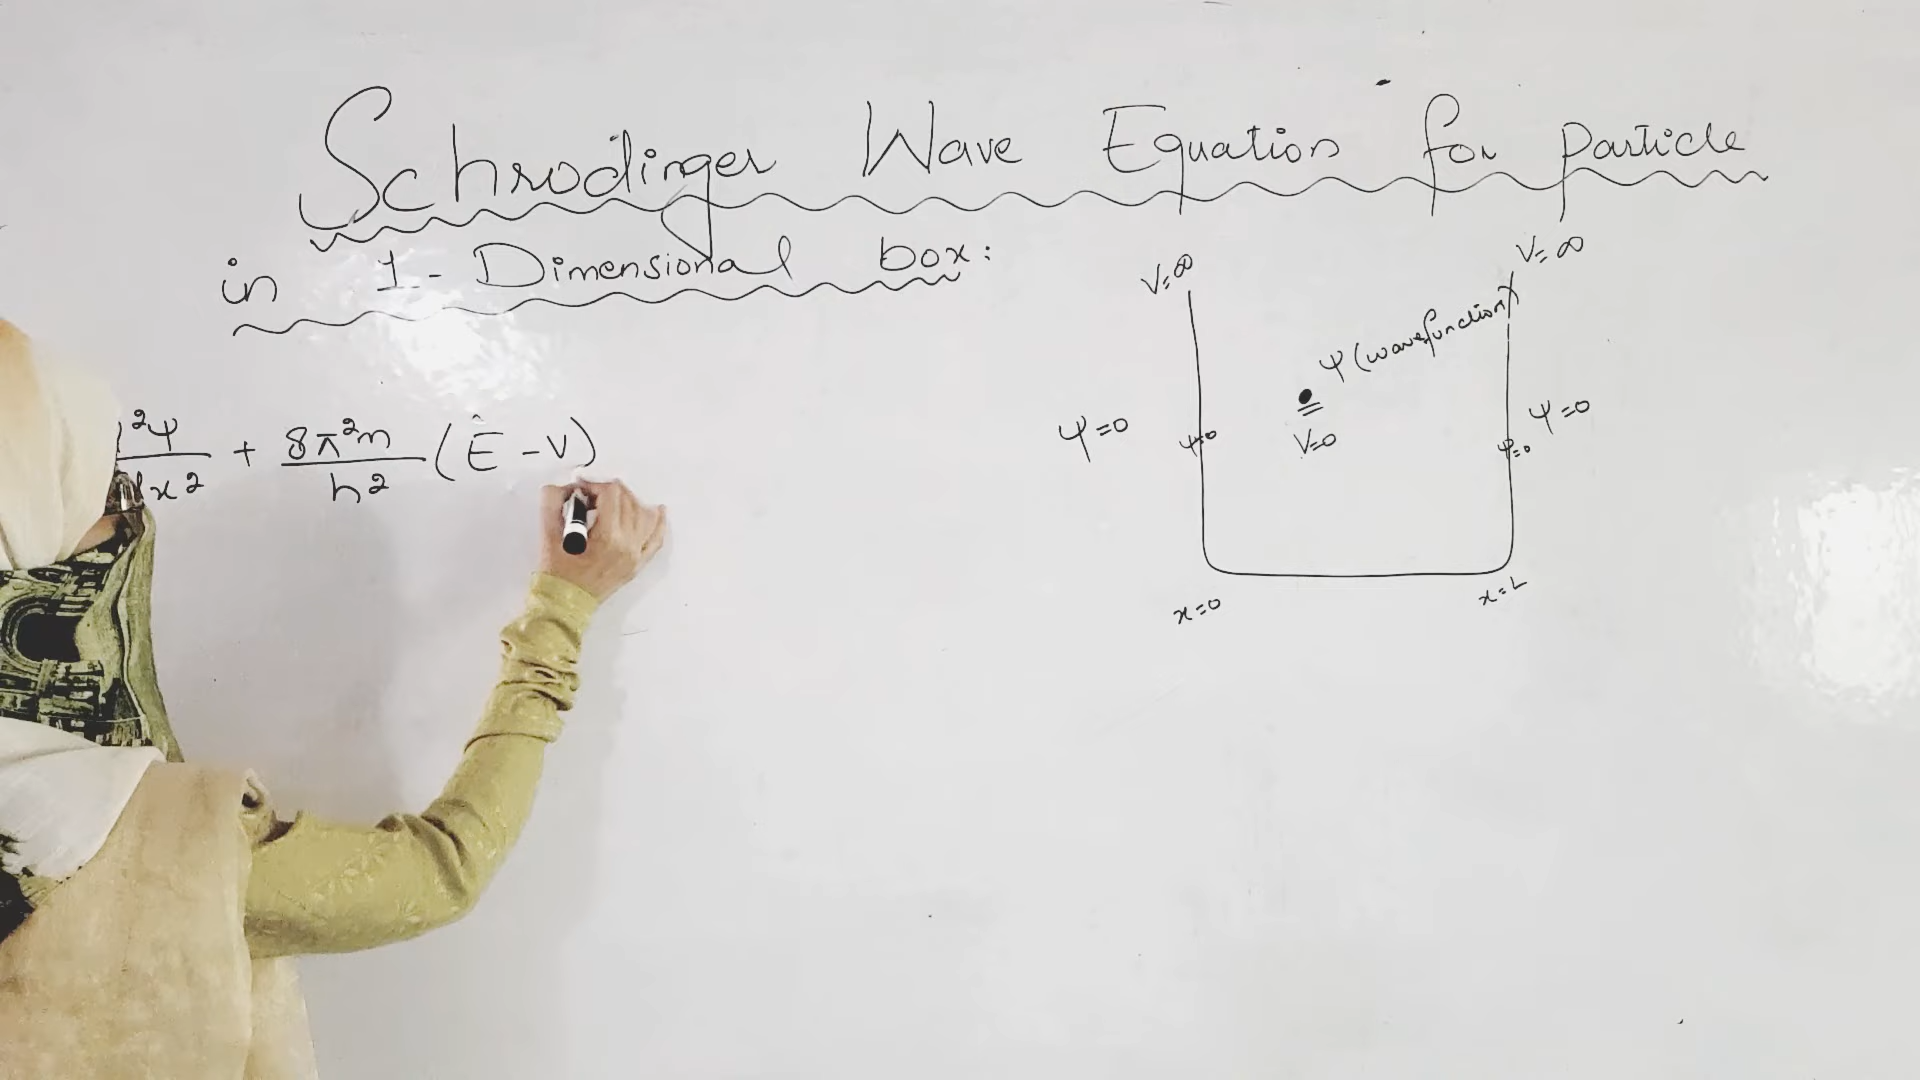 Schrodinger Wave Equation for particle
in 1-Dimensional box:
V=∞
V=∞
ψ (wavefunction)
ψ=0
ψ=0
V=0
ψ=0
ψ=0
x=0
x=L
²ψ/dx² + 8π²m/h² (E - V)